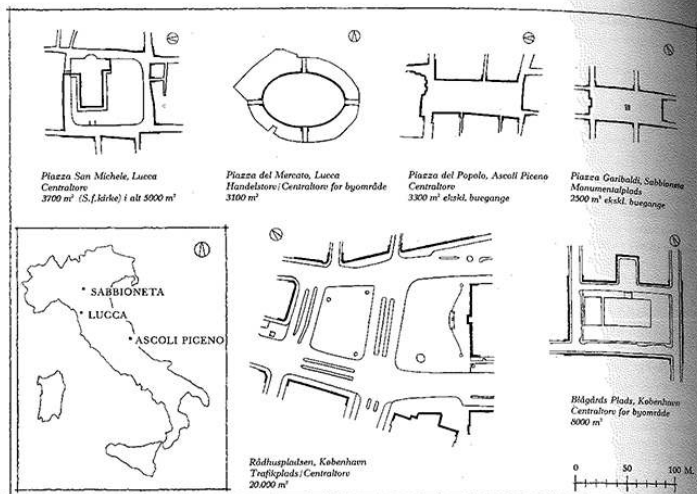 Piazza San Michele, Lucca
Centraltorv
3700 m² (S.f.kirke) i alt 5000 m²
Piazza del Mercato, Lucca
Handelstorv/Centraltorv for byområde
3100 m²
Piazza del Popolo, Ascoli Piceno
Centraltorv
3300 m² ekskl. buegange
Piazza Garibaldi, Sabbioneta
Monumentalplads
2500 m² ekskl. buegange
SABBIONETA
LUCCA
ASCOLI PICENO
Rådhuspladsen, København
Trafikplads/Centraltorv
20.000 m²
Blågårds Plads, København
Centraltorv for byområde
8000 m²
0 50 100 M.